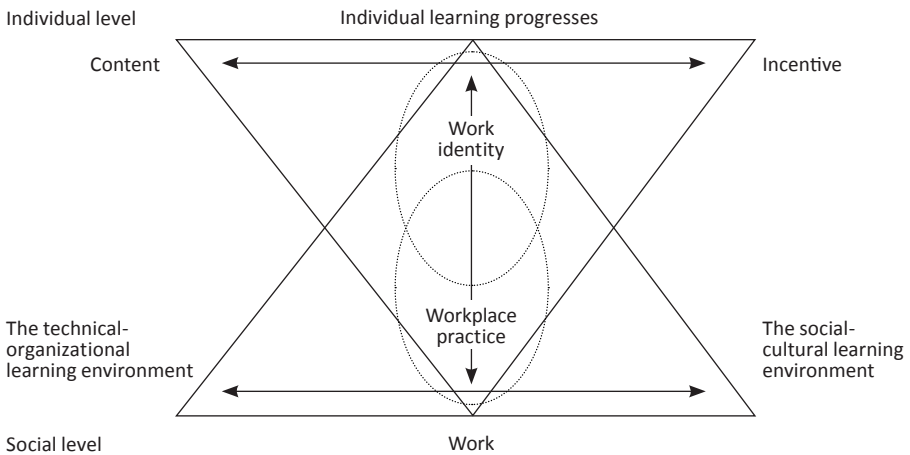 Individual level
Individual learning progresses
Content
Incentive
Work
identity
Workplace
practice
The technical-
organizational
learning environment
The social-
cultural learning
environment
Social level
Work